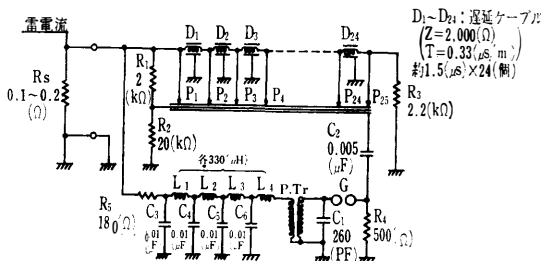 雷電流
D₁ D₂ D₃ D₂₄
D₁~D₂₄:遅延ケーブル
(Z=2,000(Ω)
T=0.33(μs/m)
約1.5(μs)×24(個)
Rs
0.1~0.2
(Ω)
R₁
2
(kΩ)
P₁ P₂ P₃ P₄ P₂₄ P₂₅
R₃
2.2(kΩ)
R₂
20(kΩ)
C₂
0.005
(μF)
各330(μH)
L₁ L₂ L₃ L₄
P.Tr
G
R₅
180(Ω)
C₃ C₄ C₅ C₆
0.01 0.01 0.01 0.01
(μF) (μF) (μF)
C₁
260
(PF)
R₄
500(Ω)